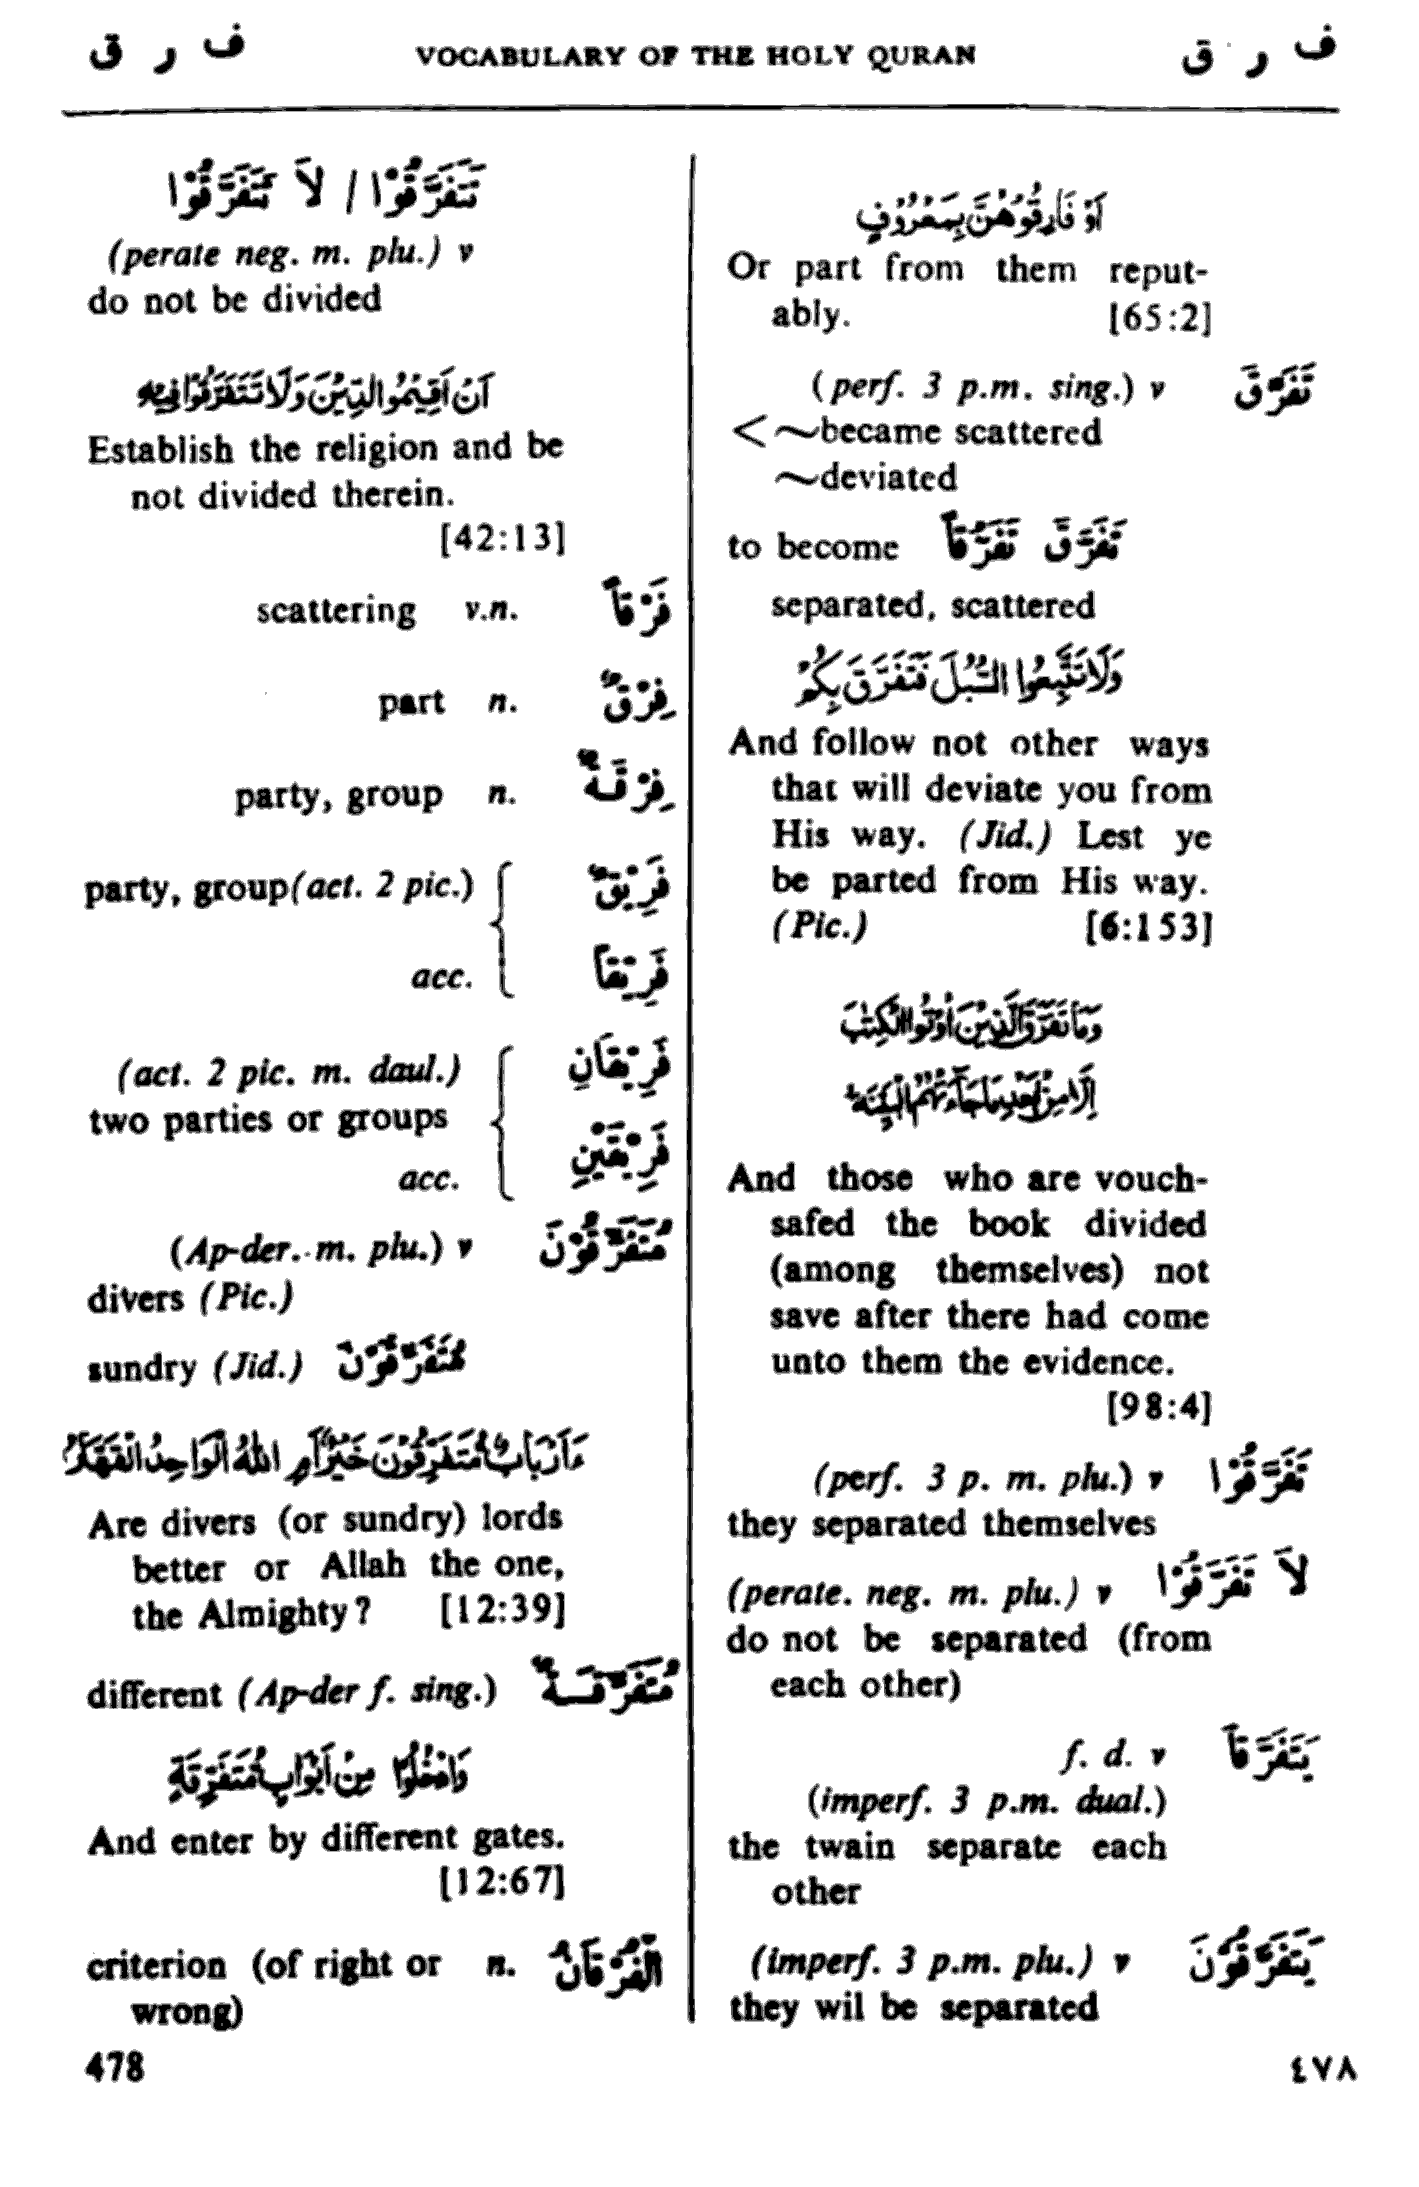 ف ر ق VOCABULARY OF THE HOLY QURAN ف ر ق
أَوْ فَارِقُوهُنَّ بِمَعْرُوفٍ
Or part from them reput-
ably. [65:2]
(perf. 3 p.m. sing.) v تَفَرَّقَ
< ~became scattered
~deviated
to become تَفَرَّقَ تَفَرُّقاً
separated, scattered
وَلَا تَتَّبِعُوا السُّبُلَ فَتَفَرَّقَ بِكُمْ
And follow not other ways
that will deviate you from
His way. (Jid.) Lest ye
be parted from His way.
(Pic.) [6:153]
وَمَا تَفَرَّقَ الَّذِيْنَ أُوْتُوا الْكِتٰبَ
اِلَّا مِنْ بَعْدِ مَا جَآءَتْهُمُ الْبَيِّنَةُ
And those who are vouch-
safed the book divided
(among themselves) not
save after there had come
unto them the evidence.
[98:4]
(perf. 3 p. m. plu.) v تَفَرَّقُوْا
they separated themselves
(perate. neg. m. plu.) v لاَ تَفَرَّقُوْا
do not be separated (from
each other)
f. d. v يَتَفَرَّقَاْ
(imperf. 3 p.m. dual.)
the twain separate each
other
(imperf. 3 p.m. plu.) v يَتَفَرَّقُوْنَ
they wil be separated
تَتَفَرَّقُوْا / لاَ تَتَفَرَّقُوْا
(perate neg. m. plu.) v
do not be divided
اَنْ اَقِيْمُوا الدِّيْنَ وَلَا تَتَفَرَّقُوْا فِيْهِ
Establish the religion and be
not divided therein.
[42:13]
scattering v.n. فَرْقاً
part n. فِرْقٌ
party, group n. فِرْقَةٌ
party, group(act. 2 pic.) فَرِيْقٌ
acc. فَرِيْقاً
(act. 2 pic. m. daul.) فَرِيْقَانِ
two parties or groups
acc. فَرِيْقَيْنِ
(Ap-der. m. plu.) v مُتَفَرِّقُوْنَ
divers (Pic.)
sundry (Jid.) مُتَفَرِّقُوْنَ
ءَاَرْبَابٌ مُتَفَرِّقُوْنَ خَيْرٌ اَمِ اللهُ الْوَاحِدُ الْقَهَّارُ
Are divers (or sundry) lords
better or Allah the one,
the Almighty? [12:39]
different (Ap-der f. sing.) مُتَفَرِّقَةٌ
وَادْخُلُوْا مِنْ اَبْوَابٍ مُتَفَرِّقَةٍ
And enter by different gates.
[12:67]
criterion (of right or n. اَلْفُرْقَانُ
wrong)
478 ٤٧٨